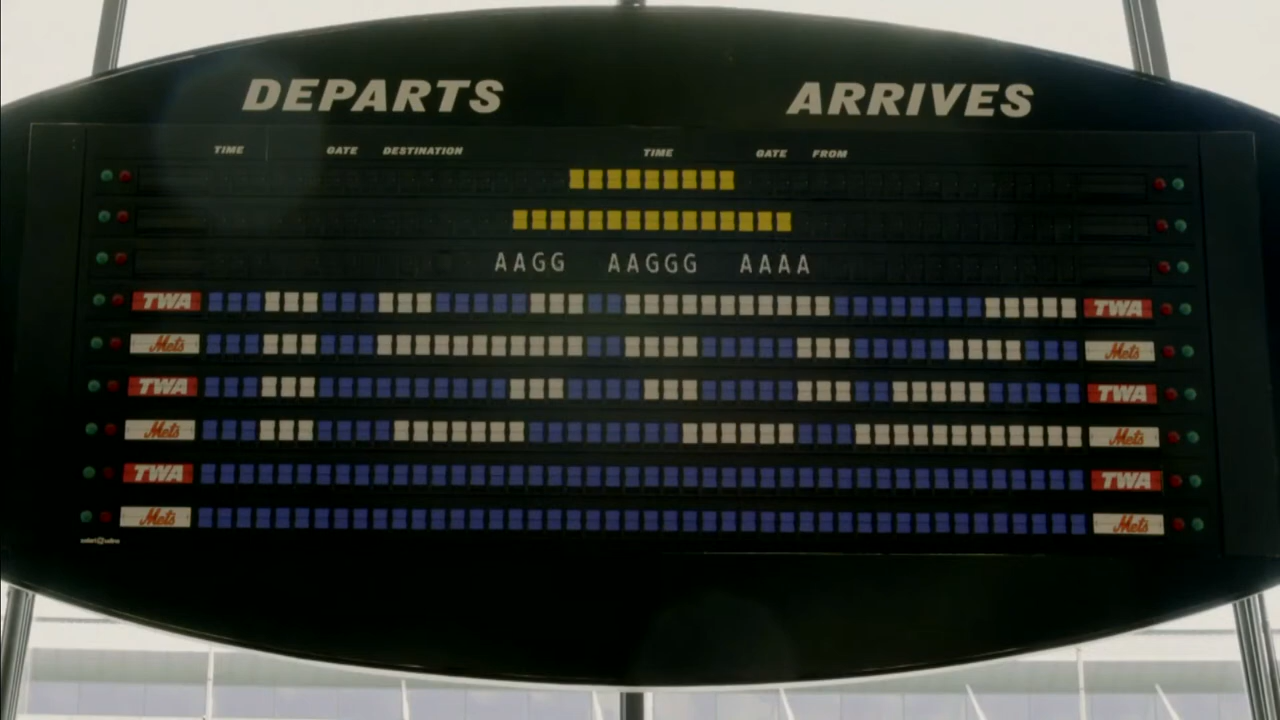 DEPARTS ARRIVES
TIME GATE DESTINATION TIME GATE FROM
AAGG AAGGG AAAA
TWA TWA
Mets Mets
TWA TWA
Mets Mets
TWA TWA
Mets Mets